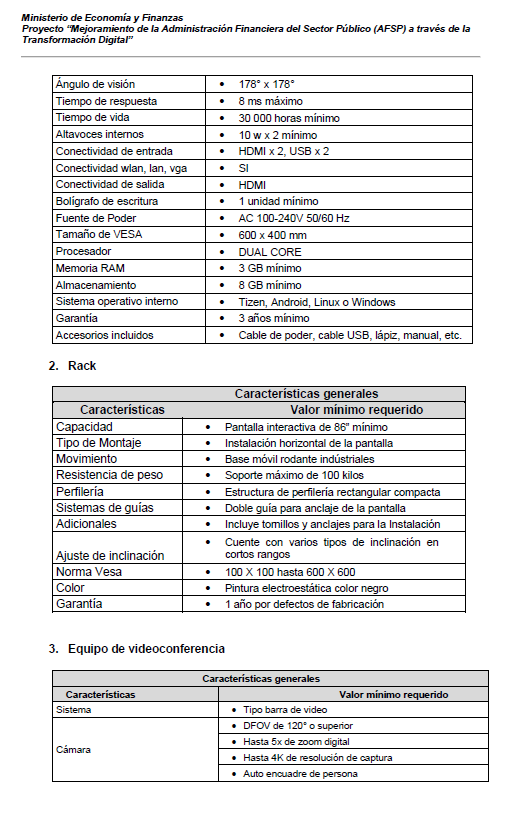 Ministerio de Economía y Finanzas
Proyecto "Mejoramiento de la Administración Financiera del Sector Público (AFSP) a través de la
Transformación Digital"
Ángulo de visión • 178° x 178°
Tiempo de respuesta • 8 ms máximo
Tiempo de vida • 30 000 horas mínimo
Altavoces internos • 10 w x 2 mínimo
Conectividad de entrada • HDMI x 2, USB x 2
Conectividad wlan, lan, vga • SI
Conectividad de salida • HDMI
Bolígrafo de escritura • 1 unidad mínimo
Fuente de Poder • AC 100-240V 50/60 Hz
Tamaño de VESA • 600 x 400 mm
Procesador • DUAL CORE
Memoria RAM • 3 GB mínimo
Almacenamiento • 8 GB mínimo
Sistema operativo interno • Tizen, Android, Linux o Windows
Garantía • 3 años mínimo
Accesorios incluidos • Cable de poder, cable USB, lápiz, manual, etc.
2. Rack
Características generales
Características Valor mínimo requerido
Capacidad • Pantalla interactiva de 86" mínimo
Tipo de Montaje • Instalación horizontal de la pantalla
Movimiento • Base móvil rodante indústriales
Resistencia de peso • Soporte máximo de 100 kilos
Perfilería • Estructura de perfilería rectangular compacta
Sistemas de guías • Doble guía para anclaje de la pantalla
Adicionales • Incluye tornillos y anclajes para la Instalación
Ajuste de inclinación • Cuente con varios tipos de inclinación en
cortos rangos
Norma Vesa • 100 X 100 hasta 600 X 600
Color • Pintura electroestática color negro
Garantía • 1 año por defectos de fabricación
3. Equipo de videoconferencia
Características generales
Características Valor mínimo requerido
Sistema • Tipo barra de video
Cámara • DFOV de 120° o superior
• Hasta 5x de zoom digital
• Hasta 4K de resolución de captura
• Auto encuadre de persona